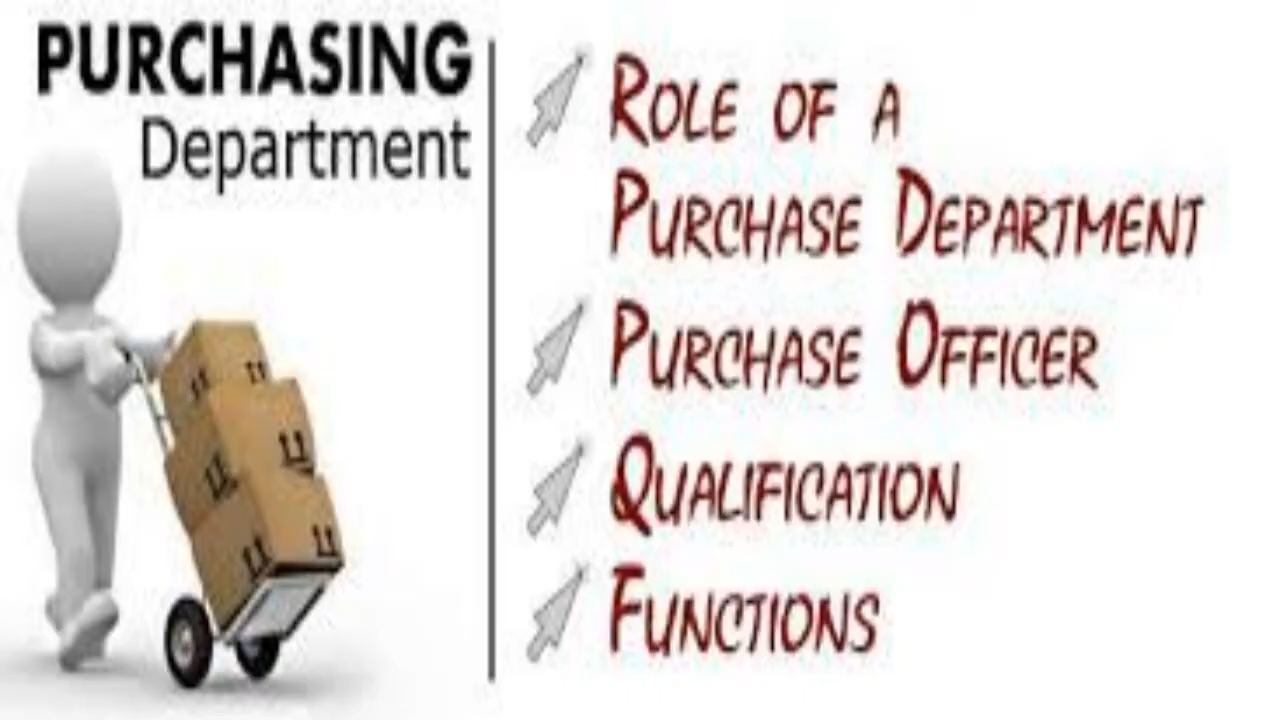 PURCHASING
Department
ROLE OF A
PURCHASE DEPARTMENT
PURCHASE OFFICER
QUALIFICATION
FUNCTIONS